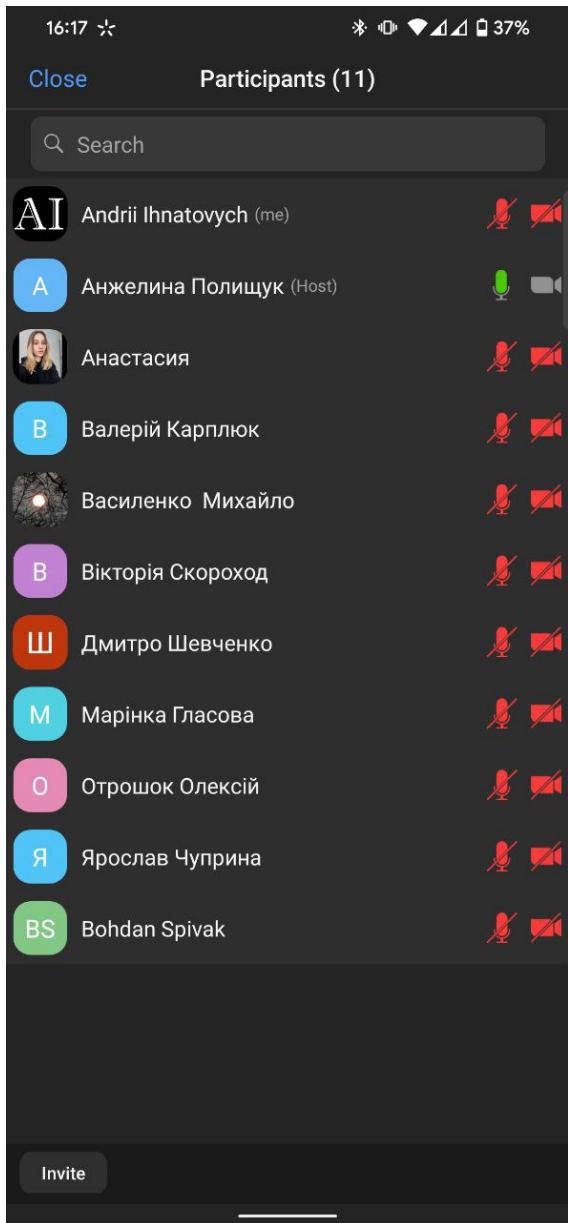 16:17 37%
Close Participants (11)
Search
AI Andrii Ihnatovych (me)
А Анжелина Полищук (Host)
Анастасия
В Валерій Карплюк
Василенко  Михайло
В Вікторія Скороход
Ш Дмитро Шевченко
М Марінка Гласова
О Отрошок Олексій
Я Ярослав Чуприна
BS Bohdan Spivak
Invite